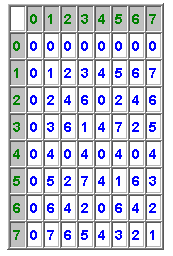 0 1 2 3 4 5 6 7
0 0 0 0 0 0 0 0 0
1 0 1 2 3 4 5 6 7
2 0 2 4 6 0 2 4 6
3 0 3 6 1 4 7 2 5
4 0 4 0 4 0 4 0 4
5 0 5 2 7 4 1 6 3
6 0 6 4 2 0 6 4 2
7 0 7 6 5 4 3 2 1